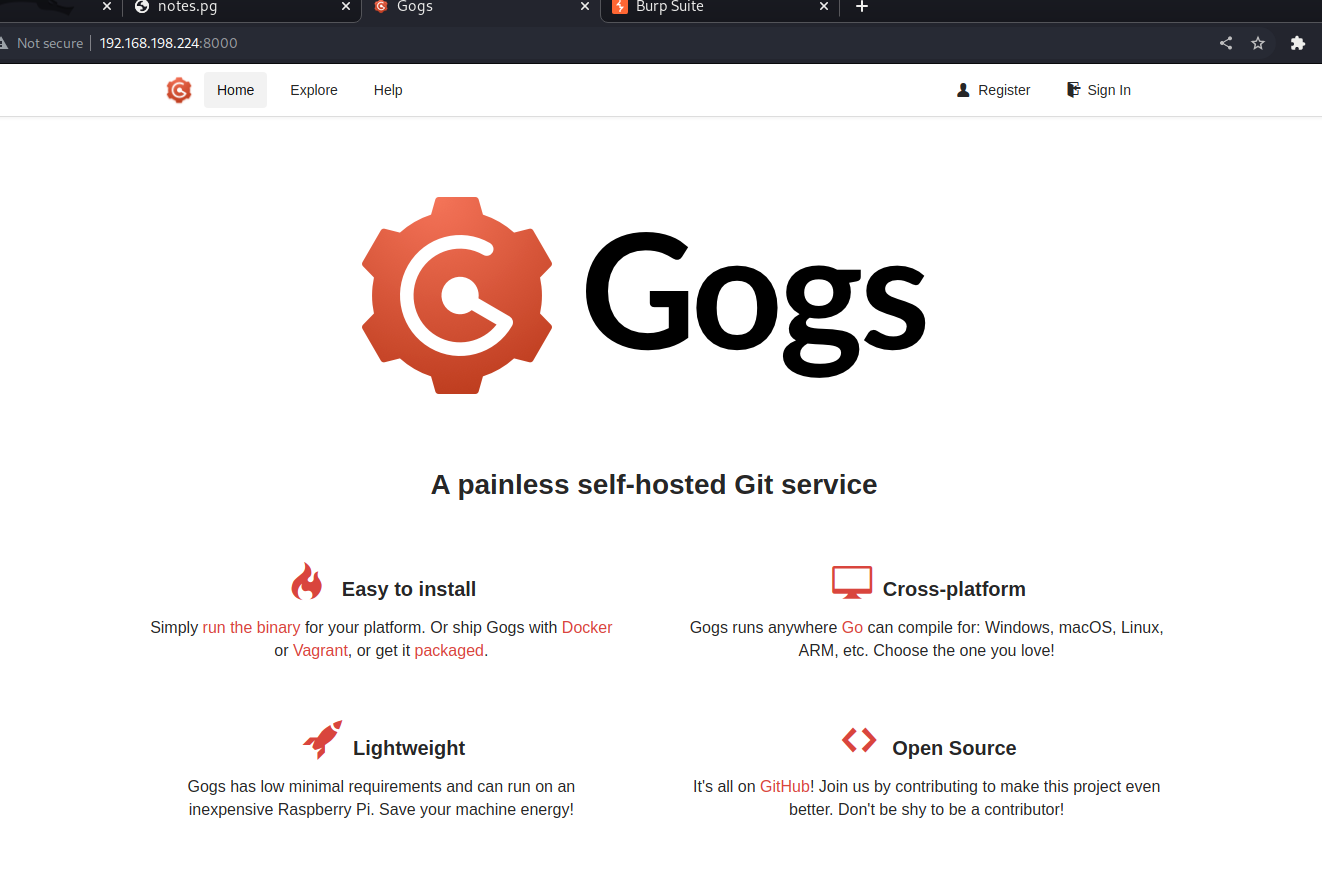 notes.pg
Gogs
Burp Suite
Not secure 192.168.198.224:8000
Home Explore Help Register Sign In
Gogs
A painless self-hosted Git service
Easy to install
Simply run the binary for your platform. Or ship Gogs with Docker
or Vagrant, or get it packaged.
Cross-platform
Gogs runs anywhere Go can compile for: Windows, macOS, Linux,
ARM, etc. Choose the one you love!
Lightweight
Gogs has low minimal requirements and can run on an
inexpensive Raspberry Pi. Save your machine energy!
Open Source
It's all on GitHub! Join us by contributing to make this project even
better. Don't be shy to be a contributor!